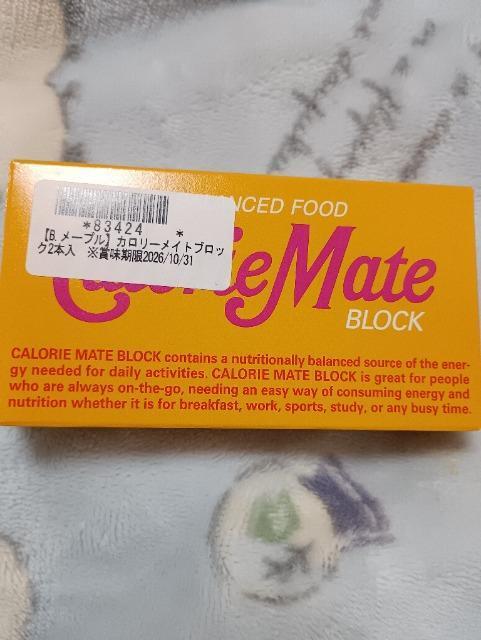 *83424 *
【B.メープル】カロリーメイトブロッ
ク2本入 ※賞味期限2026/10/31
NCED FOOD
CalorieMate
BLOCK
CALORIE MATE BLOCK contains a nutritionally balanced source of the ener-
gy needed for daily activities. CALORIE MATE BLOCK is great for people
who are always on-the-go, needing an easy way of consuming energy and
nutrition whether it is for breakfast, work, sports, study, or any busy time.